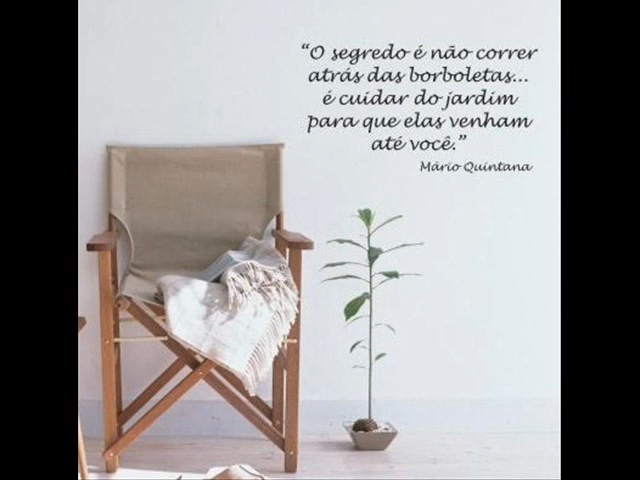 “O segredo é não correr
atrás das borboletas...
é cuidar do jardim
para que elas venham
até você.”
Mário Quintana